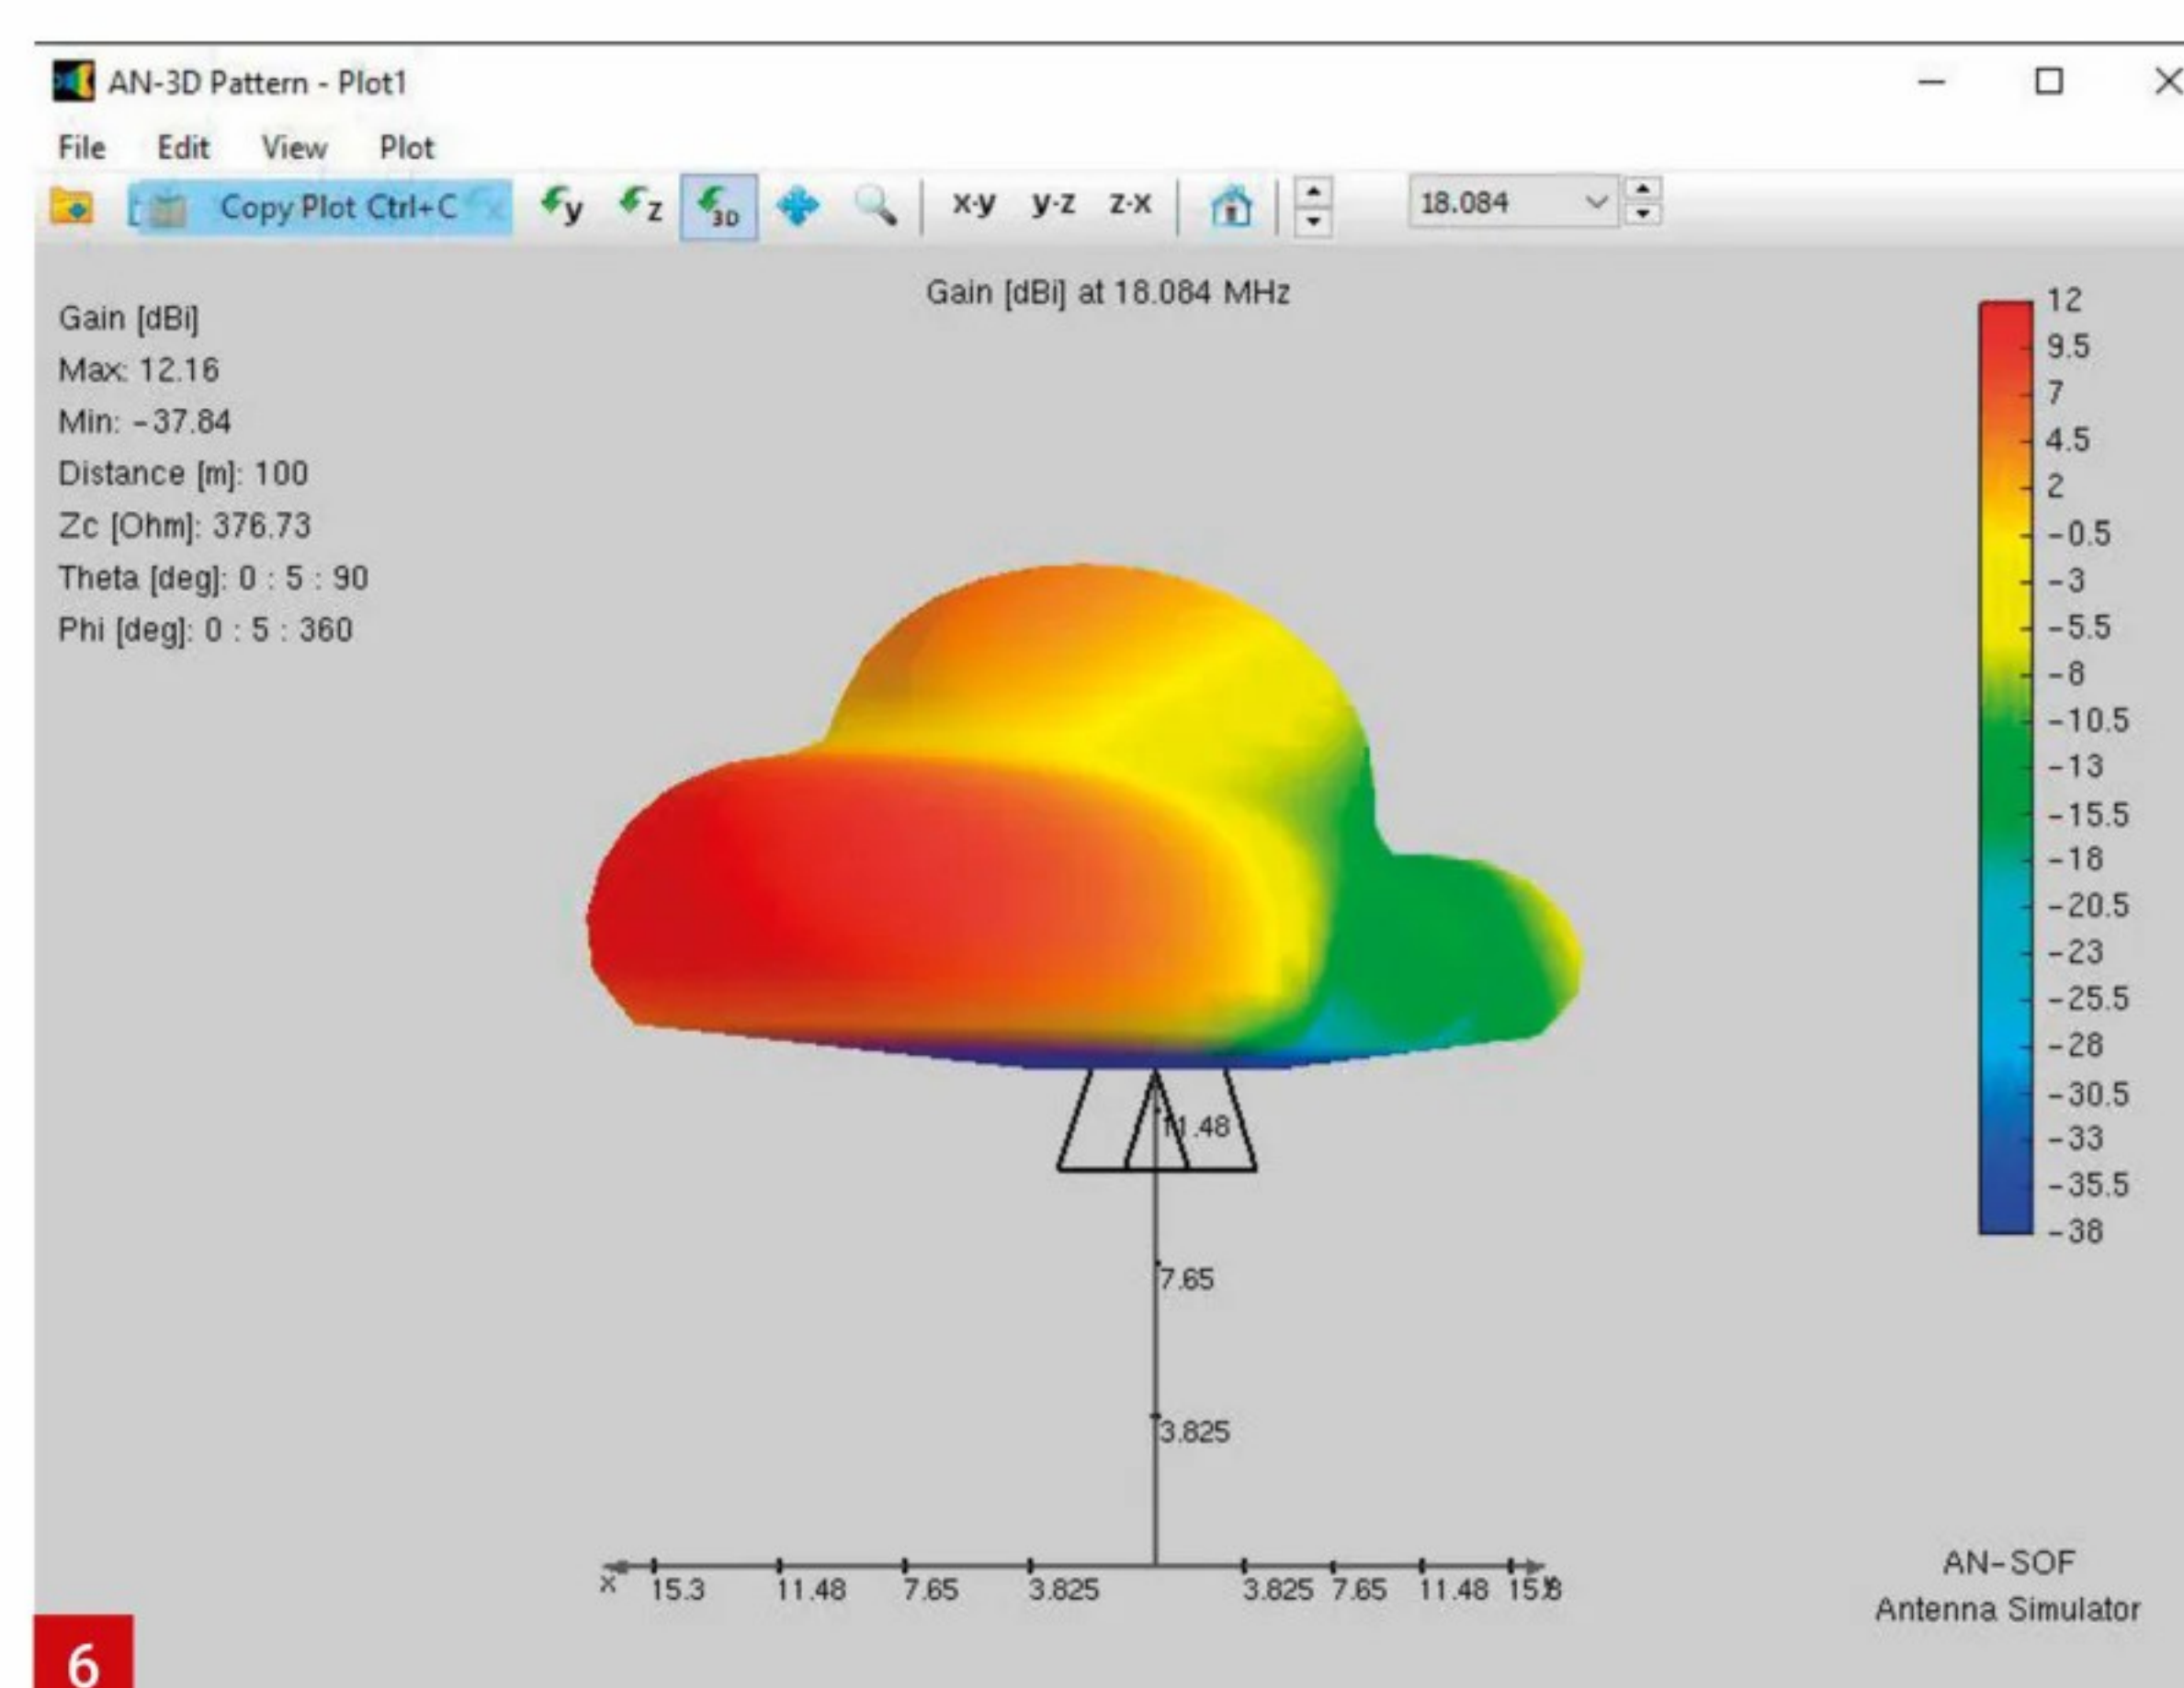 AN-3D Pattern - Plot1
File Edit View Plot
Copy Plot Ctrl+C y z 3D x-y y-z z-x 18.084
Gain [dBi] at 18.084 MHz
Gain [dBi]
Max: 12.16
Min: -37.84
Distance [m]: 100
Zc [Ohm]: 376.73
Theta [deg]: 0 : 5 : 90
Phi [deg]: 0 : 5 : 360
12
9.5
7
4.5
2
-0.5
-3
-5.5
-8
-10.5
-13
-15.5
-18
-20.5
-23
-25.5
-28
-30.5
-33
-35.5
-38
11.48
7.65
3.825
x 15.3 11.48 7.65 3.825 3.825 7.65 11.48
AN-SOF
Antenna Simulator
6